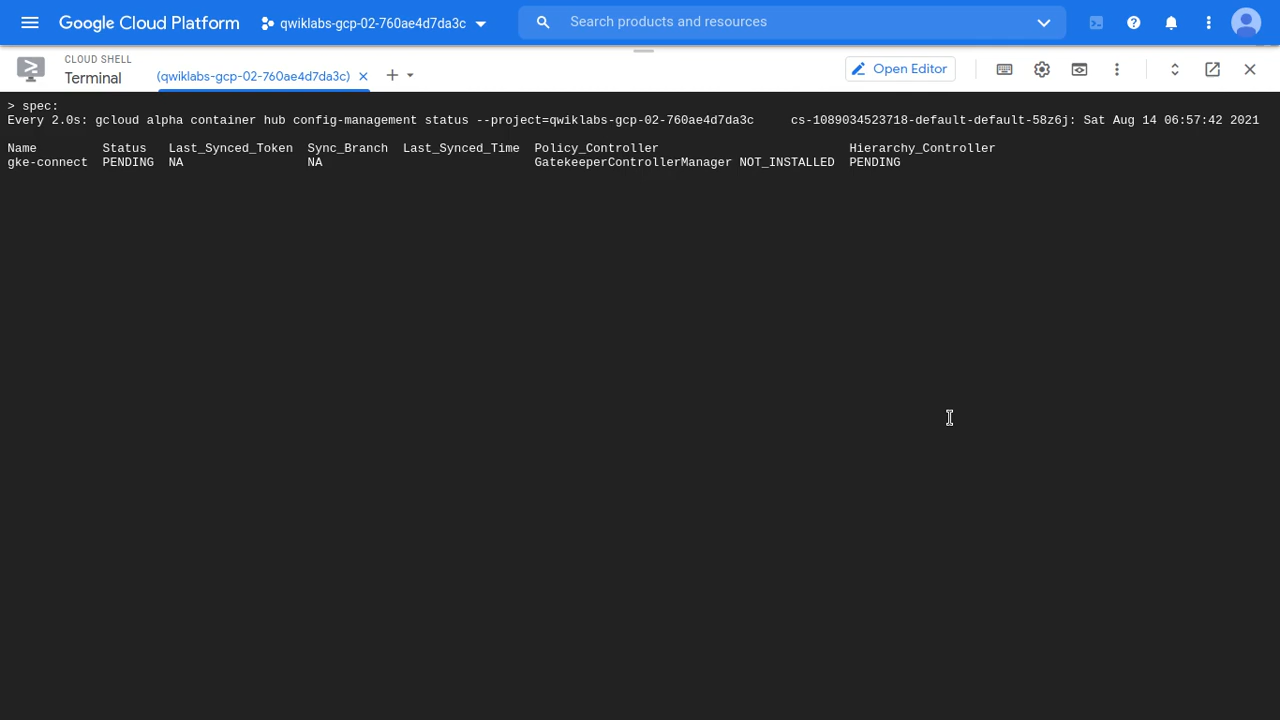 Google Cloud Platform
qwiklabs-gcp-02-760ae4d7da3c
Search products and resources
CLOUD SHELL
Terminal
(qwiklabs-gcp-02-760ae4d7da3c)
Open Editor
> spec:
Every 2.0s: gcloud alpha container hub config-management status --project=qwiklabs-gcp-02-760ae4d7da3c cs-1089034523718-default-default-58z6j: Sat Aug 14 06:57:42 2021
Name Status Last_Synced_Token Sync_Branch Last_Synced_Time Policy_Controller Hierarchy_Controller
gke-connect PENDING NA NA GatekeeperControllerManager NOT_INSTALLED PENDING